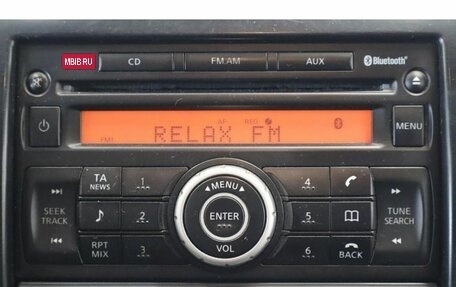 MBIB RU
CD
FM.AM
AUX
Bluetooth®
AF REG
FM1
RELAX FM
MENU
TA
NEWS
1
MENU
4
SEEK
TRACK
2
ENTER
5
TUNE
SEARCH
RPT
MIX
3
VOL
6
BACK